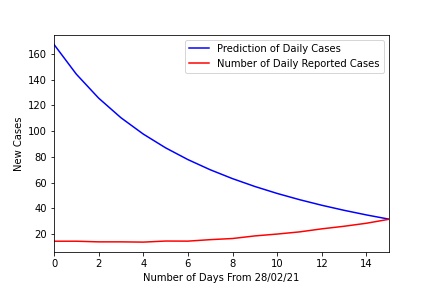 Prediction of Daily Cases
Number of Daily Reported Cases
New Cases
160
140
120
100
80
60
40
20
0 2 4 6 8 10 12 14
Number of Days From 28/02/21